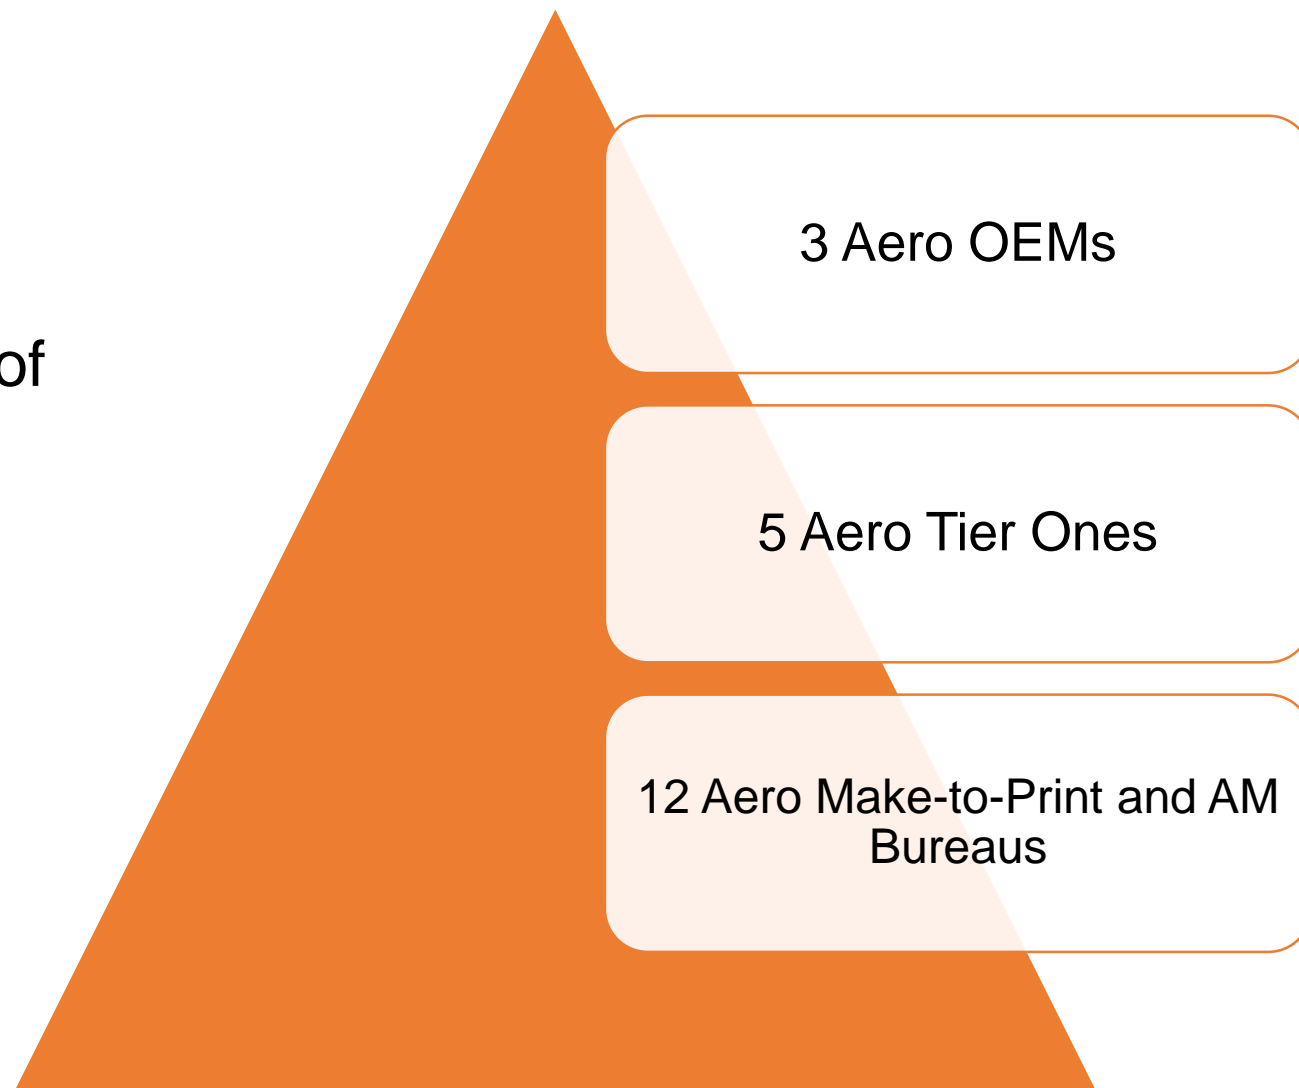 3 Aero OEMs
of
5 Aero Tier Ones
12 Aero Make-to-Print and AM
Bureaus